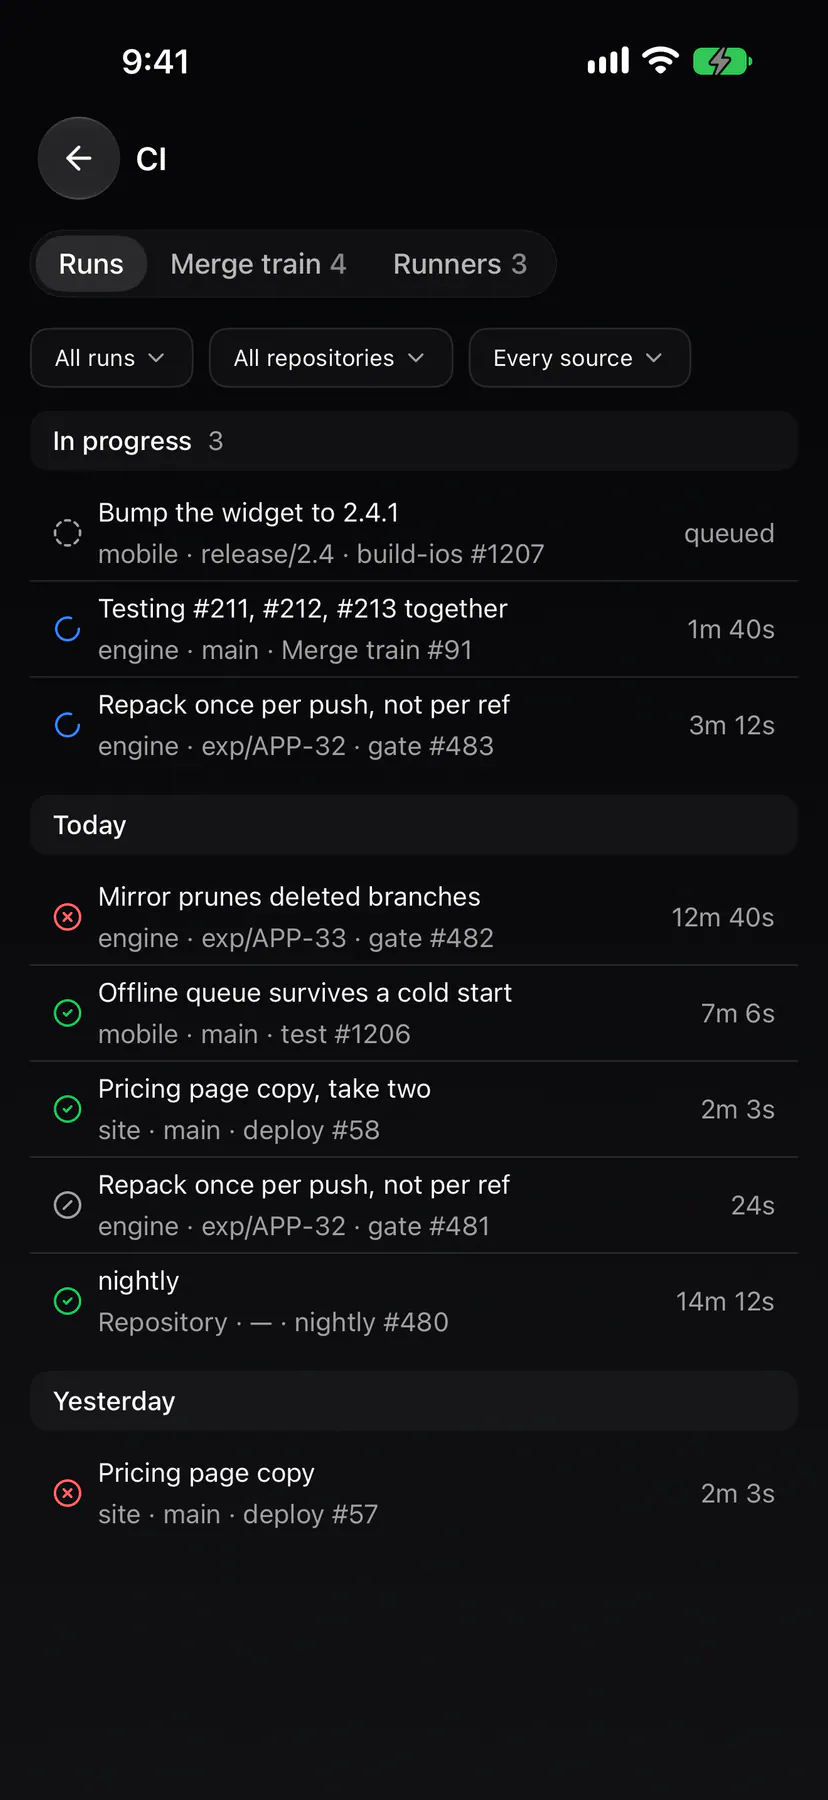 9:41
CI
Runs
Merge train 4
Runners 3
All runs
All repositories
Every source
In progress 3
Bump the widget to 2.4.1
mobile · release/2.4 · build-ios #1207
queued
Testing #211, #212, #213 together
engine · main · Merge train #91
1m 40s
Repack once per push, not per ref
engine · exp/APP-32 · gate #483
3m 12s
Today
Mirror prunes deleted branches
engine · exp/APP-33 · gate #482
12m 40s
Offline queue survives a cold start
mobile · main · test #1206
7m 6s
Pricing page copy, take two
site · main · deploy #58
2m 3s
Repack once per push, not per ref
engine · exp/APP-32 · gate #481
24s
nightly
Repository · — · nightly #480
14m 12s
Yesterday
Pricing page copy
site · main · deploy #57
2m 3s